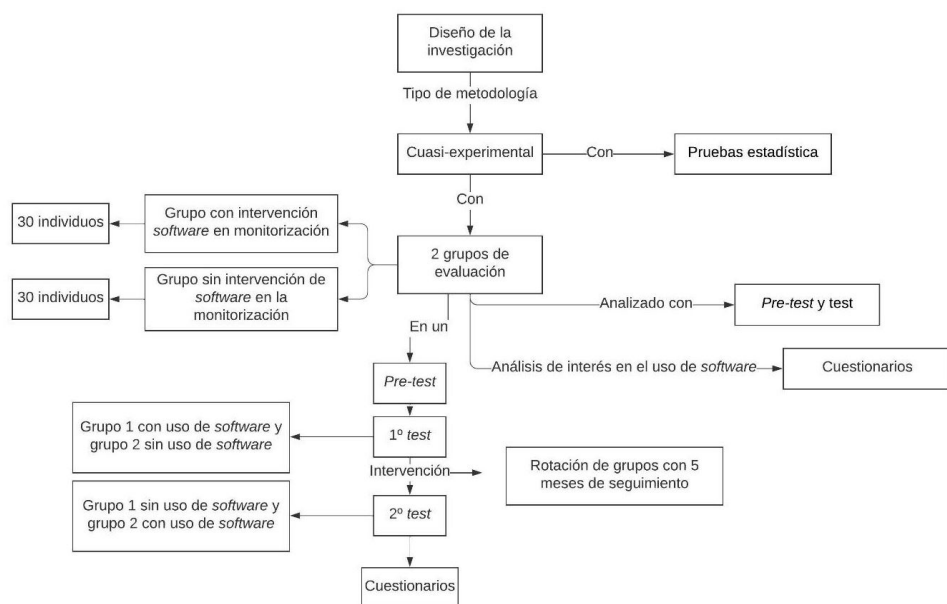 Diseño de la
investigación
Tipo de metodología
Cuasi-experimental
Con
Pruebas estadística
Con
30 individuos
Grupo con intervención
software en monitorización
2 grupos de
evaluación
30 individuos
Grupo sin intervención de
software en la
monitorización
Analizado con
Pre-test y test
En un
Análisis de interés en el uso de software
Cuestionarios
Pre-test
Grupo 1 con uso de software y
grupo 2 sin uso de software
1º test
Intervención
Rotación de grupos con 5
meses de seguimiento
Grupo 1 sin uso de software y
grupo 2 con uso de software
2º test
Cuestionarios